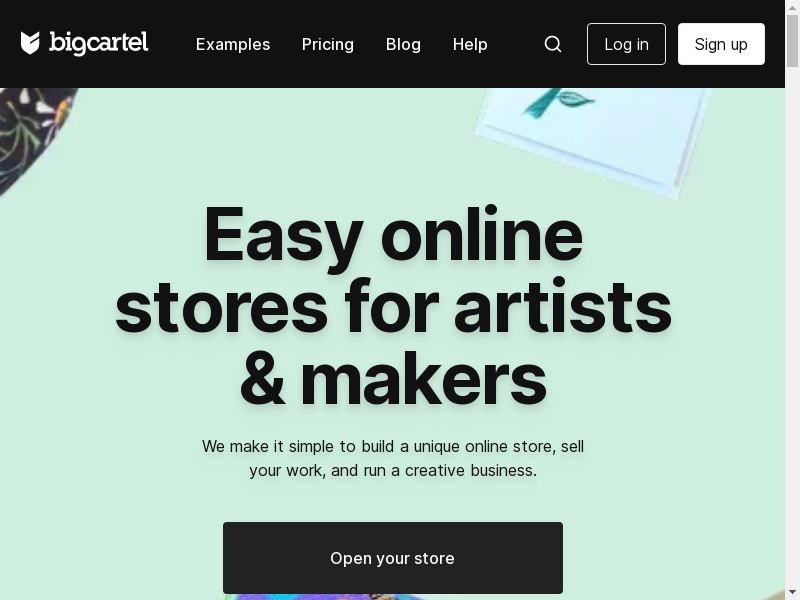 bigcartel
Examples
Pricing
Blog
Help
Log in
Sign up
Easy online
stores for artists
& makers
We make it simple to build a unique online store, sell
your work, and run a creative business.
Open your store